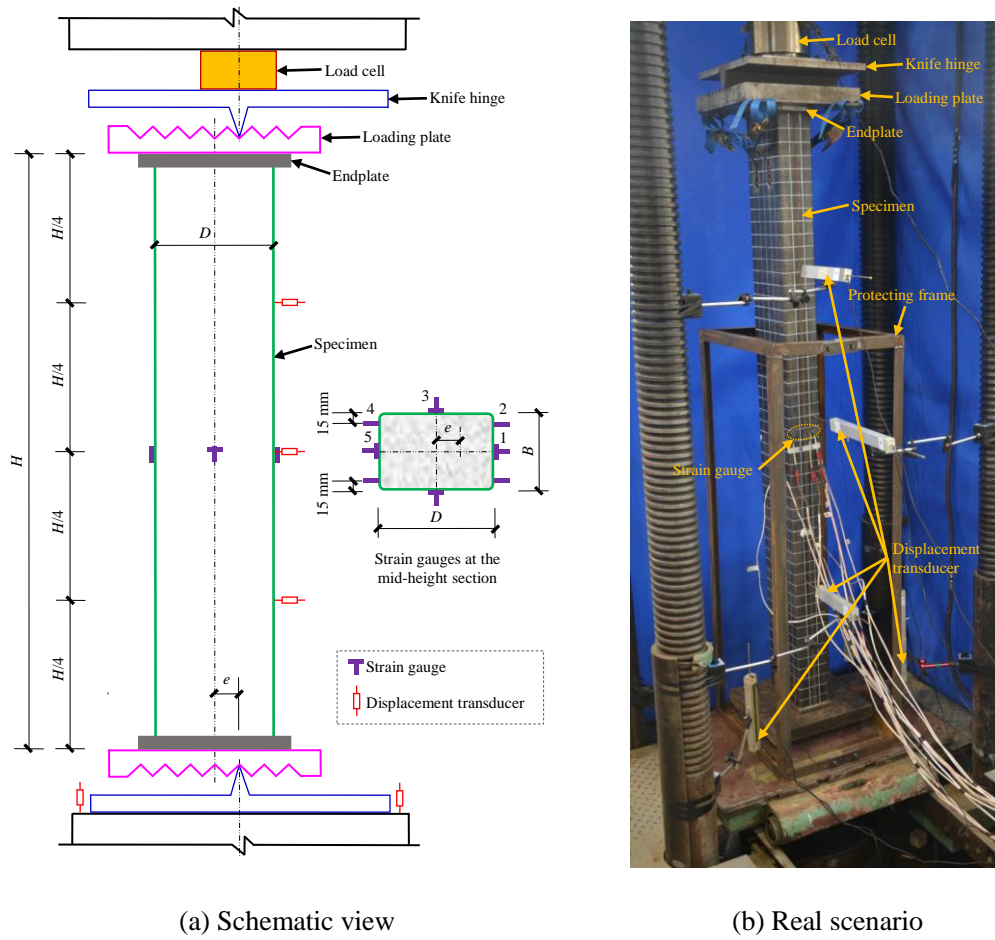 Load cell
Knife hinge
Loading plate
Endplate
H/4
D
H/4
Specimen
H
3
4
2
15 mm
e
5
1
B
H/4
15 mm
D
Strain gauges at the
mid-height section
H/4
Strain gauge
e
Displacement transducer
Load cell
Knife hinge
Loading plate
Endplate
Specimen
Protecting frame
Strain gauge
Displacement
transducer
(a) Schematic view
(b) Real scenario